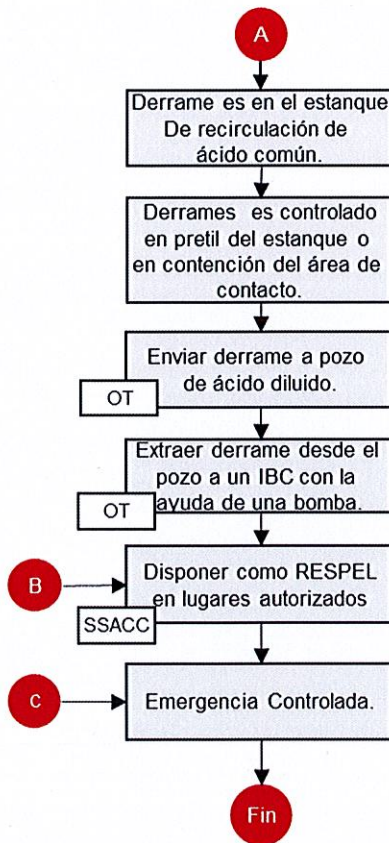 A
Derrame es en el estanque
De recirculación de
ácido común.
Derrames es controlado
en pretil del estanque o
en contención del área de
contacto.
Enviar derrame a pozo
de ácido diluido.
OT
Extraer derrame desde el
pozo a un IBC con la
ayuda de una bomba.
OT
B
Disponer como RESPEL
en lugares autorizados
SSACC
C
Emergencia Controlada.
Fin